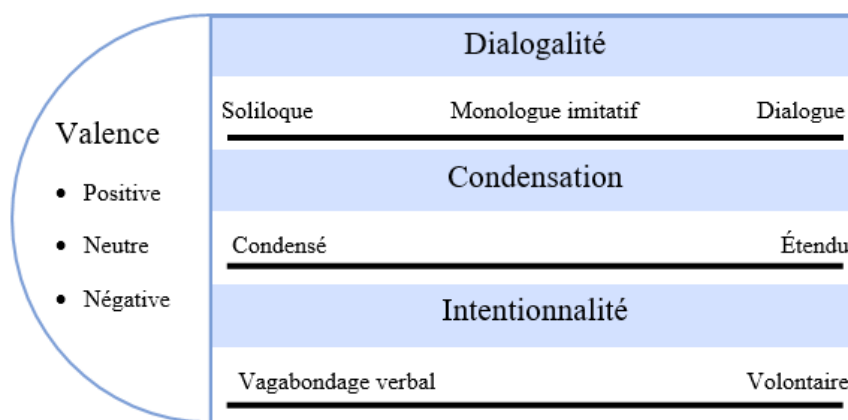 Valence
• Positive
• Neutre
• Négative
Dialogalité
Soliloque Monologue imitatif Dialogue
Condensation
Condensé Étendu
Intentionnalité
Vagabondage verbal Volontaire